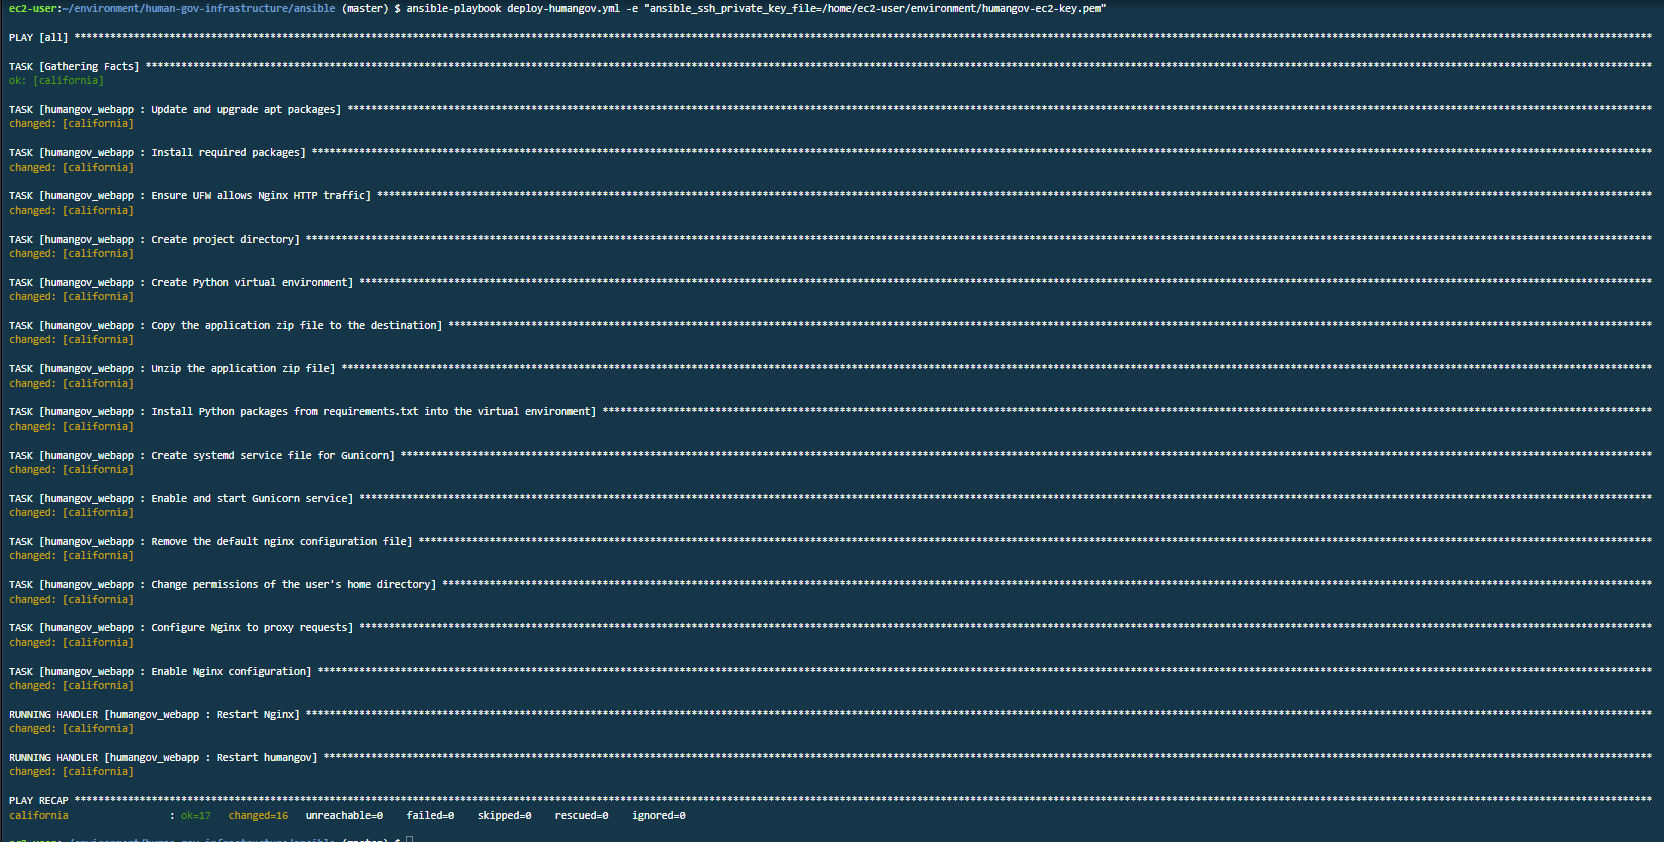 ec2-user:~/environment/human-gov-infrastructure/ansible (master) $ ansible-playbook deploy-humangov.yml -e "ansible_ssh_private_key_file=/home/ec2-user/environment/humangov-ec2-key.pem"
PLAY [all] ****************************************
TASK [Gathering Facts] ****************************************
ok: [california]
TASK [humangov_webapp : Update and upgrade apt packages] ****************************************
changed: [california]
TASK [humangov_webapp : Install required packages] ****************************************
changed: [california]
TASK [humangov_webapp : Ensure UFW allows Nginx HTTP traffic] ****************************************
changed: [california]
TASK [humangov_webapp : Create project directory] ****************************************
changed: [california]
TASK [humangov_webapp : Create Python virtual environment] ****************************************
changed: [california]
TASK [humangov_webapp : Copy the application zip file to the destination] ****************************************
changed: [california]
TASK [humangov_webapp : Unzip the application zip file] ****************************************
changed: [california]
TASK [humangov_webapp : Install Python packages from requirements.txt into the virtual environment] ****************************************
changed: [california]
TASK [humangov_webapp : Create systemd service file for Gunicorn] ****************************************
changed: [california]
TASK [humangov_webapp : Enable and start Gunicorn service] ****************************************
changed: [california]
TASK [humangov_webapp : Remove the default nginx configuration file] ****************************************
changed: [california]
TASK [humangov_webapp : Change permissions of the user's home directory] ****************************************
changed: [california]
TASK [humangov_webapp : Configure Nginx to proxy requests] ****************************************
changed: [california]
TASK [humangov_webapp : Enable Nginx configuration] ****************************************
changed: [california]
RUNNING HANDLER [humangov_webapp : Restart Nginx] ****************************************
changed: [california]
RUNNING HANDLER [humangov_webapp : Restart humangov] ****************************************
changed: [california]
PLAY RECAP ****************************************
california : ok=17 changed=16 unreachable=0 failed=0 skipped=0 rescued=0 ignored=0
ec2-user:~/environment/human-gov-infrastructure/ansible (master) $